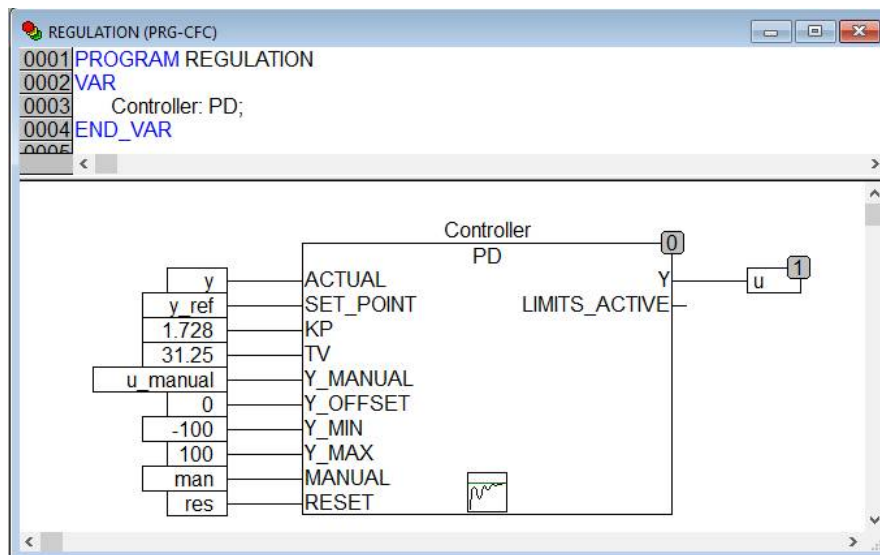 REGULATION (PRG-CFC)
0001 PROGRAM REGULATION
0002 VAR
0003 Controller: PD;
0004 END_VAR
0005
Controller
0
PD
y ACTUAL Y u 1
y_ref SET_POINT LIMITS_ACTIVE
1.728 KP
31.25 TV
u_manual Y_MANUAL
0 Y_OFFSET
-100 Y_MIN
100 Y_MAX
man MANUAL
res RESET